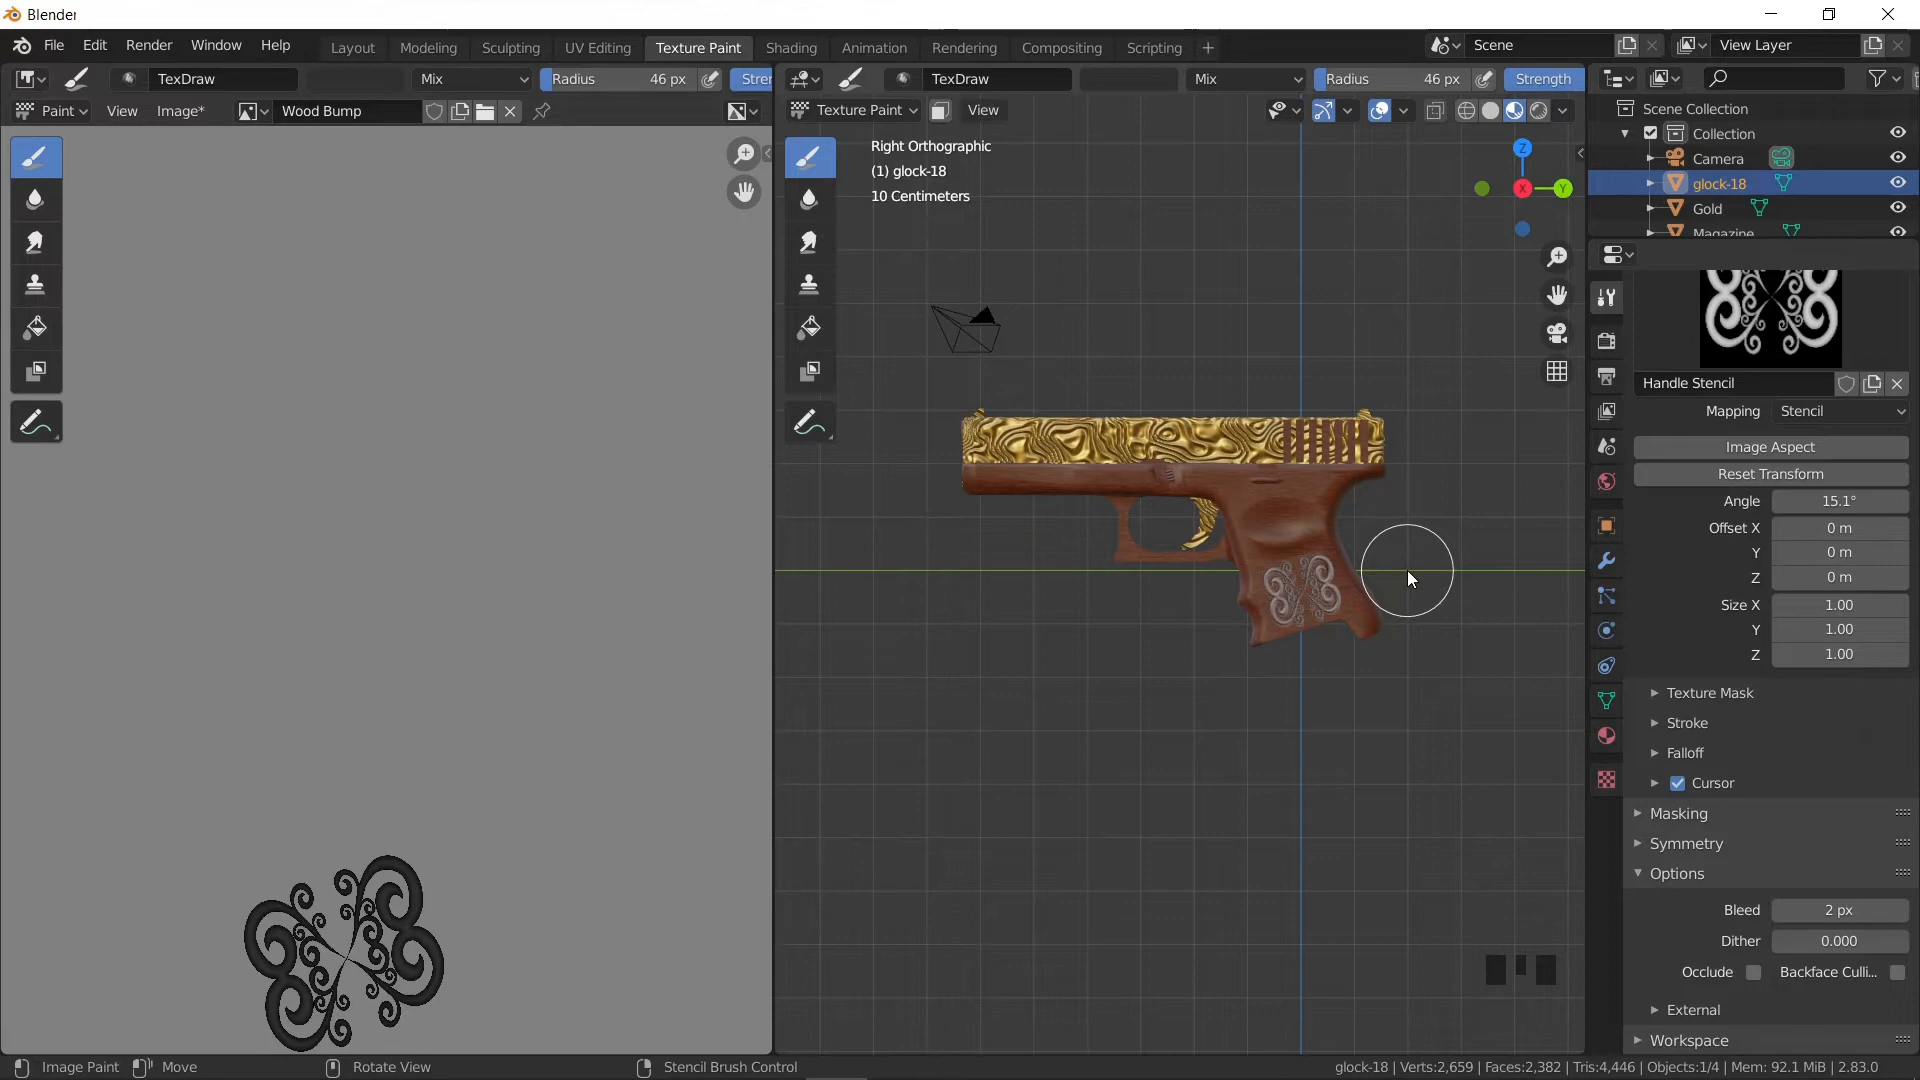 Blender
File Edit Render Window Help Layout Modeling Sculpting UV Editing Texture Paint Shading Animation Rendering Compositing Scripting + Scene View Layer
TexDraw Mix Radius 46 px Stren TexDraw Mix Radius 46 px Strength
Paint View Image* Wood Bump Texture Paint View
Scene Collection
Collection
Camera
glock-18
Gold
Magazine
Right Orthographic
(1) glock-18
10 Centimeters
Z
X
Y
Handle Stencil
Mapping Stencil
Image Aspect
Reset Transform
Angle 15.1°
Offset X 0 m
Y 0 m
Z 0 m
Size X 1.00
Y 1.00
Z 1.00
Texture Mask
Stroke
Falloff
Cursor
Masking
Symmetry
Options
Bleed 2 px
Dither 0.000
Occlude Backface Culli...
External
Workspace
Image Paint Move Rotate View Stencil Brush Control glock-18 | Verts:2,659 | Faces:2,382 | Tris:4,446 | Objects:1/4 | Mem: 92.1 MiB | 2.83.0